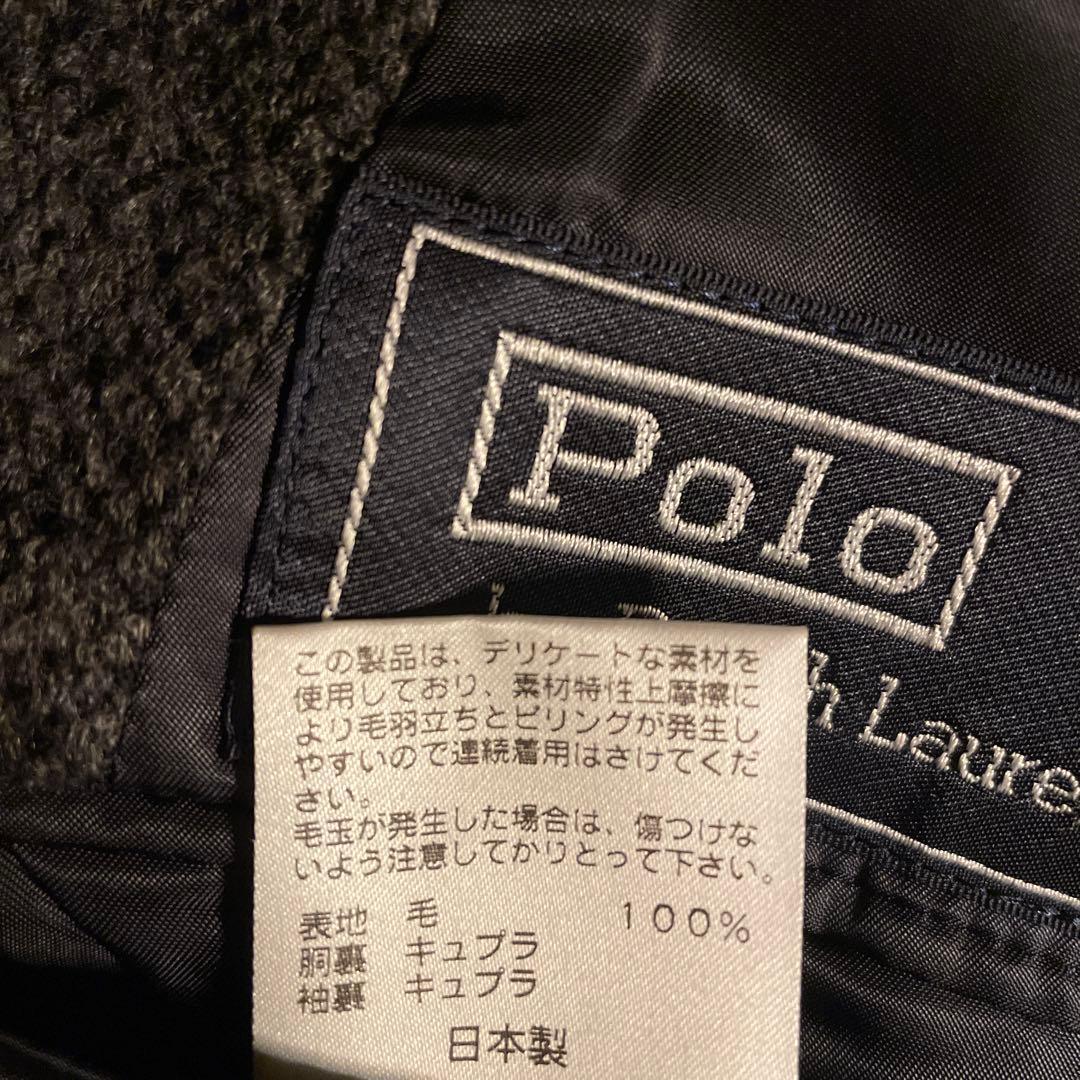 Polo
h Laure
この製品は、デリケートな素材を
使用しており、素材特性上摩擦に
より毛羽立ちとピリングが発生し
やすいので連続着用はさけてくだ
さい。
毛玉が発生した場合は、傷つけな
いよう注意してかりとって下さい。
表地 毛 100%
胴裏 キュプラ
袖裏 キュプラ
日本製